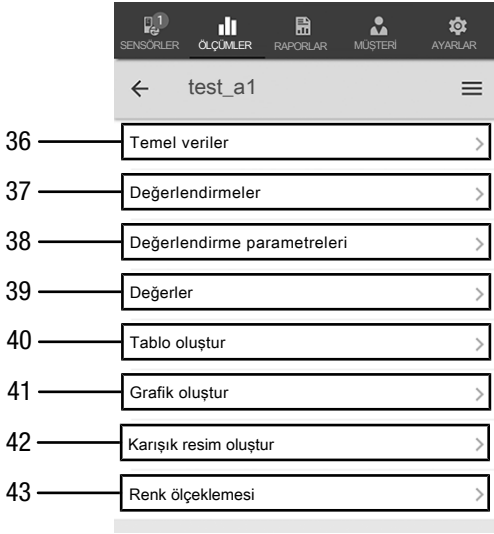 1
SENSÖRLER ÖLÇÜMLER RAPORLAR MÜŞTERİ AYARLAR
test_a1
36 Temel veriler
37 Değerlendirmeler
38 Değerlendirme parametreleri
39 Değerler
40 Tablo oluştur
41 Grafik oluştur
42 Karışık resim oluştur
43 Renk ölçeklemesi